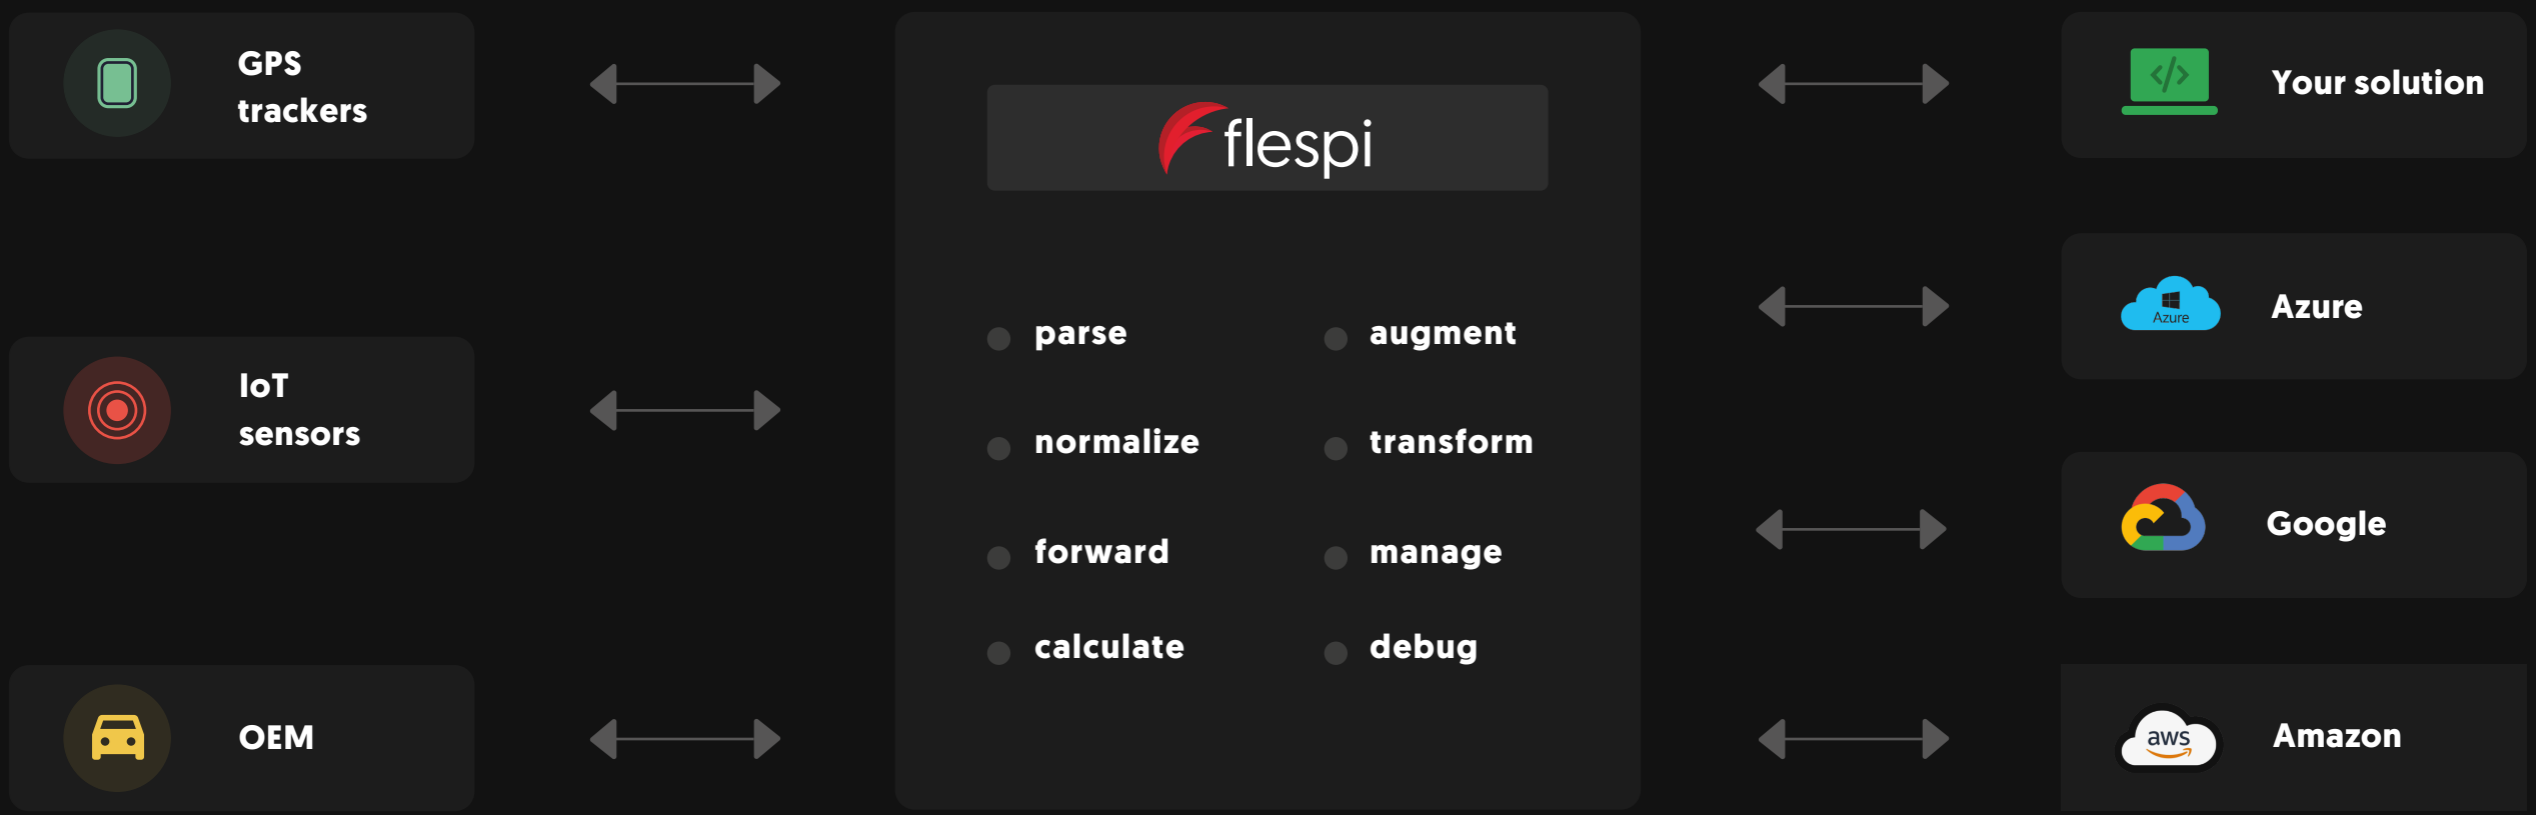 GPS
trackers
IoT
sensors
OEM
flespi
parse
normalize
forward
calculate
augment
transform
manage
debug
</>
Your solution
Azure
Azure
Google
aws
Amazon